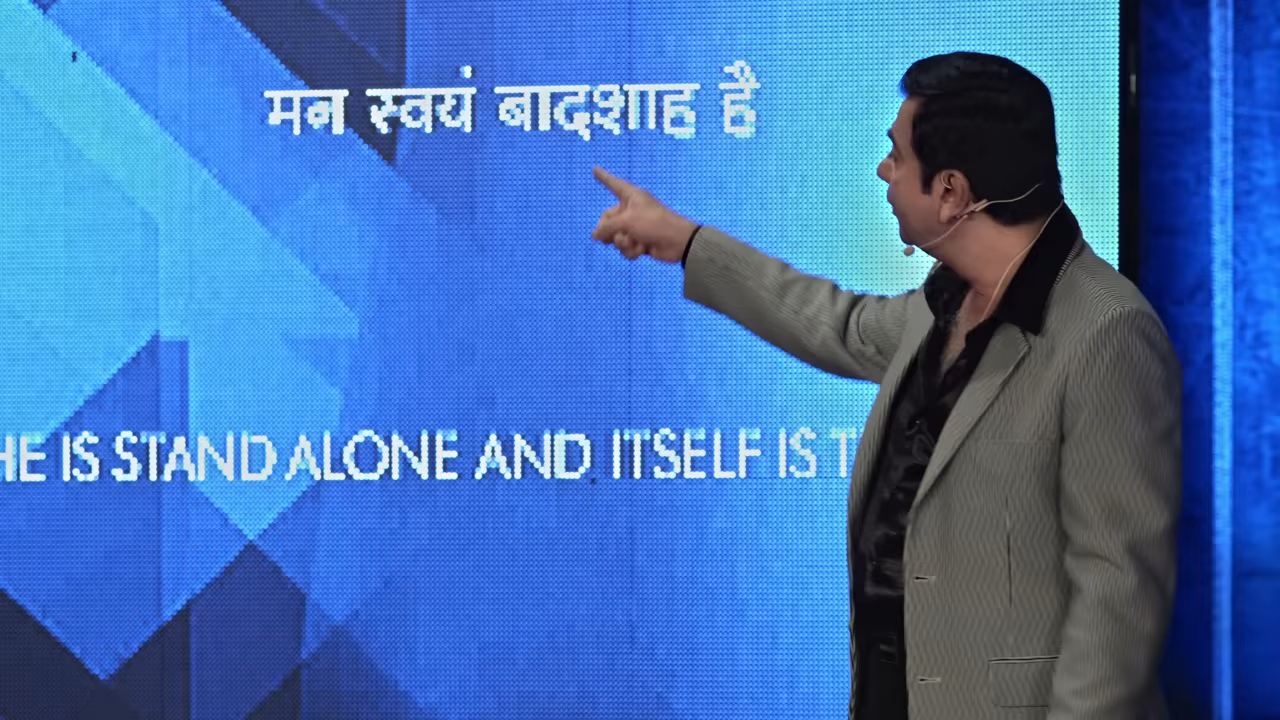 मन स्वयं बादशाह है
HE IS STAND ALONE AND ITSELF IS